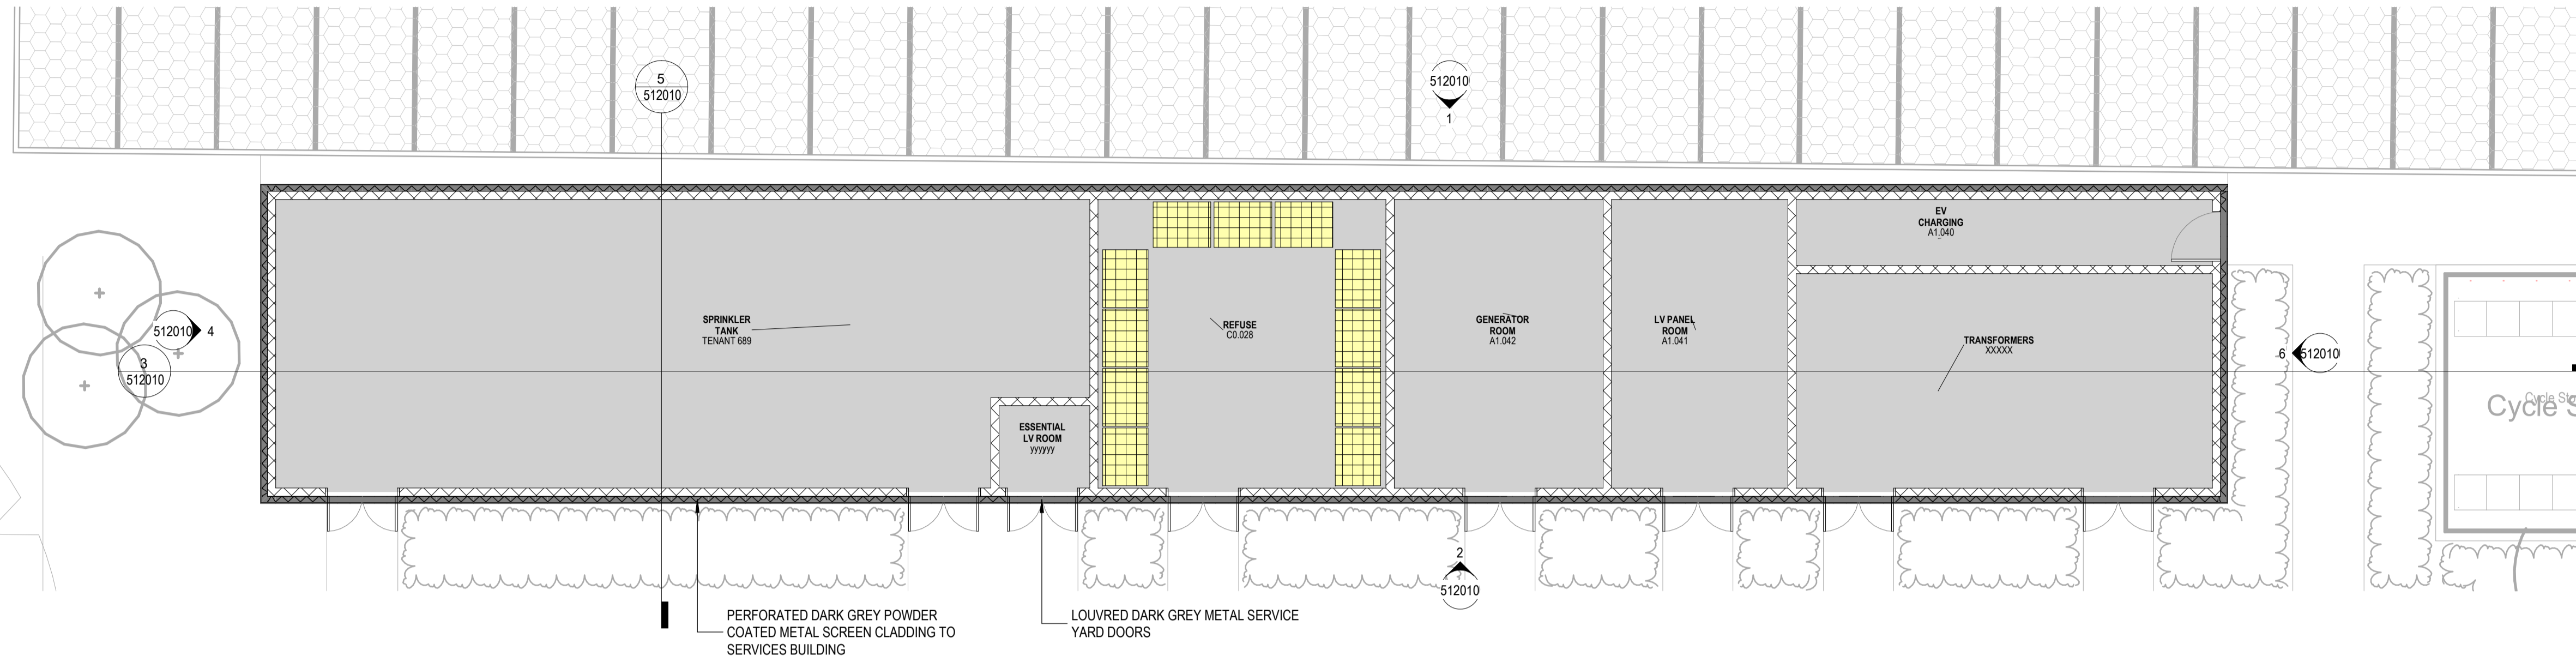 5
512010
512010
1
EV
CHARGING
A1.040
SPRINKLER
TANK
TENANT 689
REFUSE
C0.028
GENERATOR
ROOM
A1.042
LV PANEL
ROOM
A1.041
TRANSFORMERS
XXXXX
512010
4
3
512010
6
512010
Cycle Sto
Cycle S
ESSENTIAL
LV ROOM
yyyyyy
2
512010
PERFORATED DARK GREY POWDER
COATED METAL SCREEN CLADDING TO
SERVICES BUILDING
LOUVRED DARK GREY METAL SERVICE
YARD DOORS